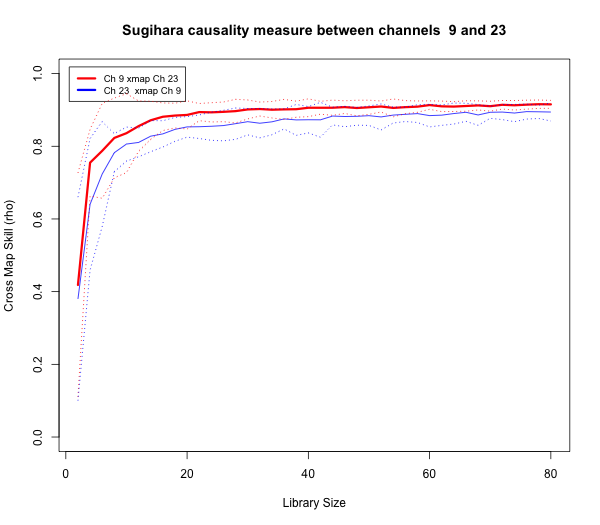 Sugihara causality measure between channels  9 and 23
Ch 9 xmap Ch 23
Ch 23  xmap Ch 9
Cross Map Skill (rho)
1.0
0.8
0.6
0.4
0.2
0.0
0 20 40 60 80
Library Size